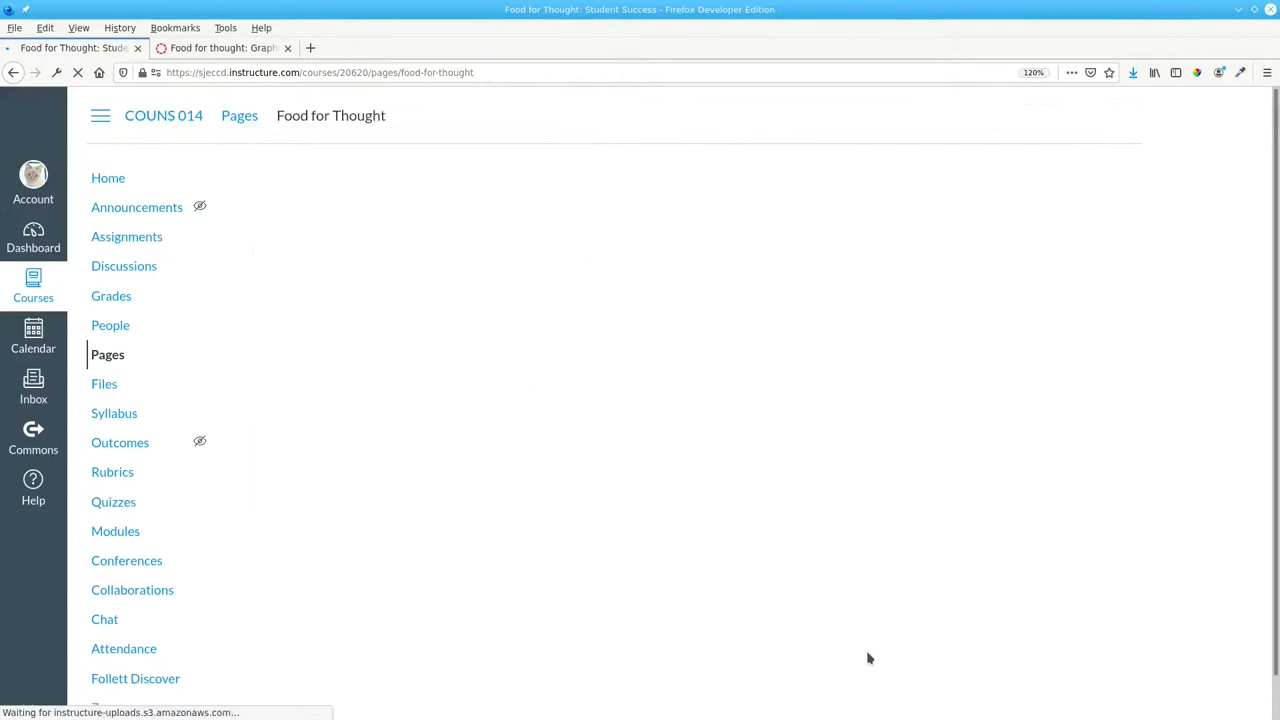 Food for Thought: Student Success - Firefox Developer Edition
File Edit View History Bookmarks Tools Help
Food for Thought: Stude
Food for thought: Graph
https://sjeccd.instructure.com/courses/20620/pages/food-for-thought
120%
COUNS 014 Pages Food for Thought
Account
Dashboard
Courses
Calendar
Inbox
Commons
Help
Home
Announcements
Assignments
Discussions
Grades
People
Pages
Files
Syllabus
Outcomes
Rubrics
Quizzes
Modules
Conferences
Collaborations
Chat
Attendance
Follett Discover
Waiting for instructure-uploads.s3.amazonaws.com...